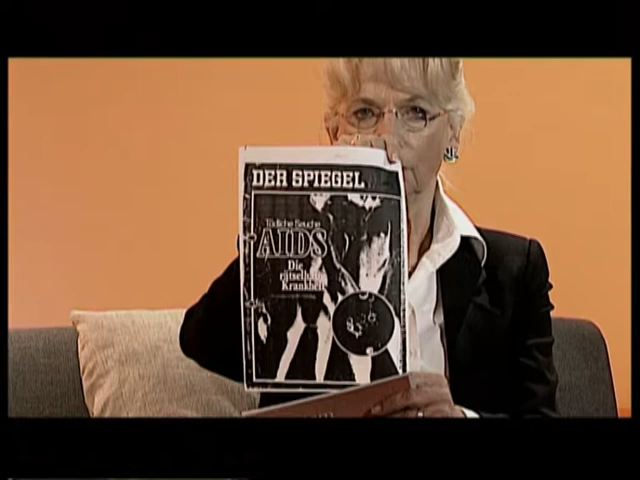 DER SPIEGEL
Tödliche Seuche
AIDS
Die
rätselhafte
Krankheit